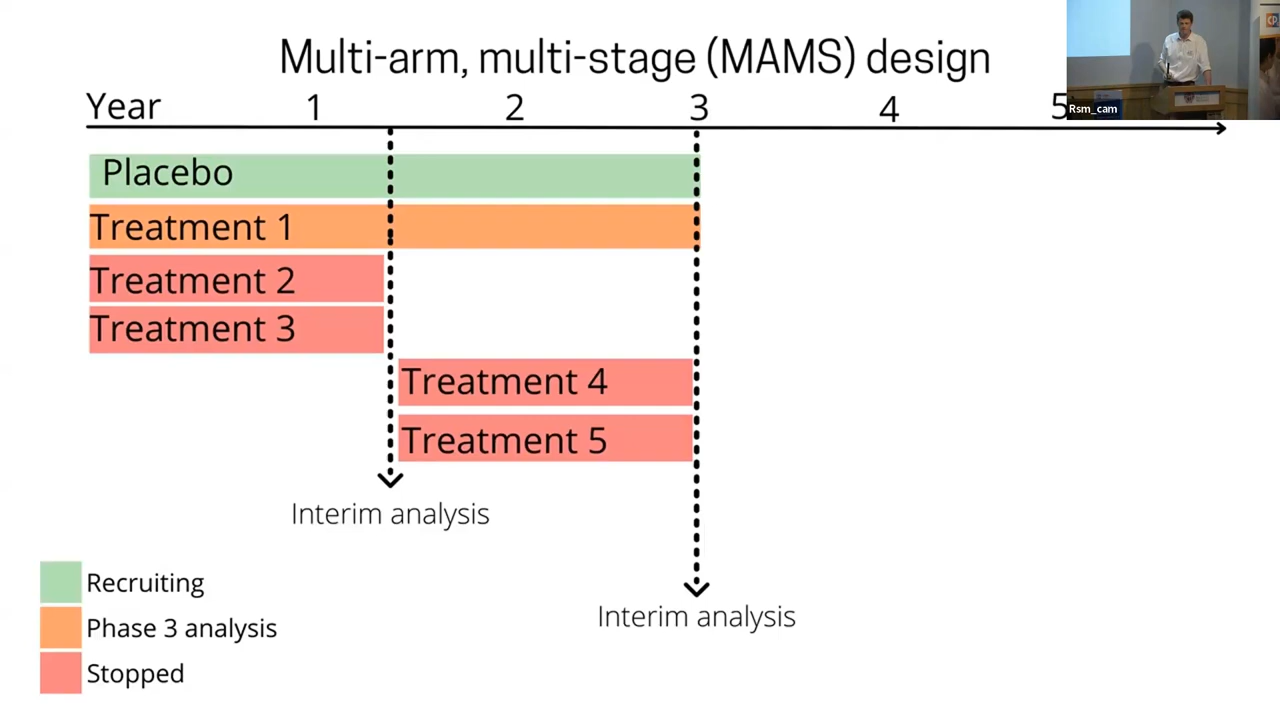 Multi-arm, multi-stage (MAMS) design
Year 1 2 3 4 5
Rsm_cam
Placebo
Treatment 1
Treatment 2
Treatment 3
Treatment 4
Treatment 5
Interim analysis
Interim analysis
Recruiting
Phase 3 analysis
Stopped